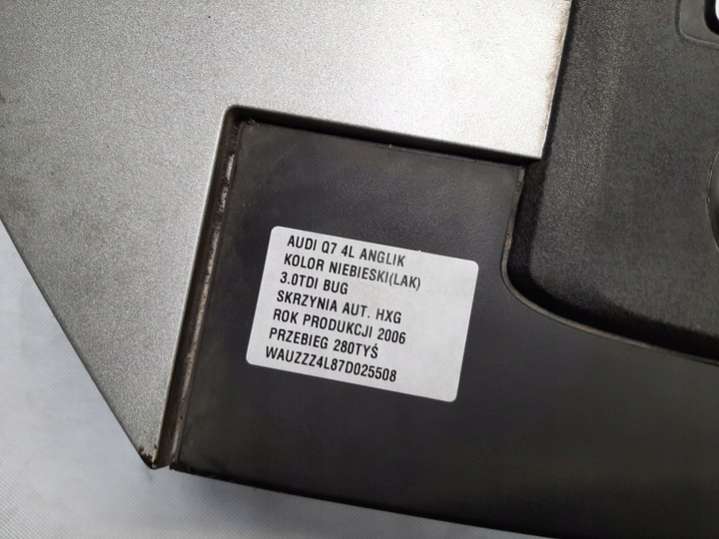 AUDI Q7 4L ANGLIK
KOLOR NIEBIESKI(LAK)
3.0TDI BUG
SKRZYNIA AUT. HXG
ROK PRODUKCJI 2006
PRZEBIEG 280TYŚ
WAUZZZ4L87D025508